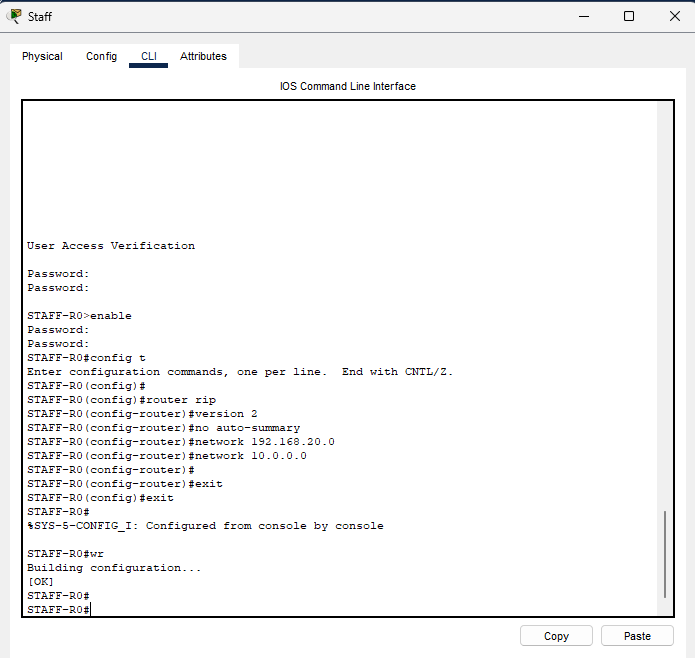 Staff
Physical Config CLI Attributes
IOS Command Line Interface
User Access Verification
Password:
Password:
STAFF-R0>enable
Password:
Password:
STAFF-R0#config t
Enter configuration commands, one per line.  End with CNTL/Z.
STAFF-R0(config)#
STAFF-R0(config)#router rip
STAFF-R0(config-router)#version 2
STAFF-R0(config-router)#no auto-summary
STAFF-R0(config-router)#network 192.168.20.0
STAFF-R0(config-router)#network 10.0.0.0
STAFF-R0(config-router)#
STAFF-R0(config-router)#exit
STAFF-R0(config)#exit
STAFF-R0#
%SYS-5-CONFIG_I: Configured from console by console
STAFF-R0#wr
Building configuration...
[OK]
STAFF-R0#
STAFF-R0#
Copy Paste